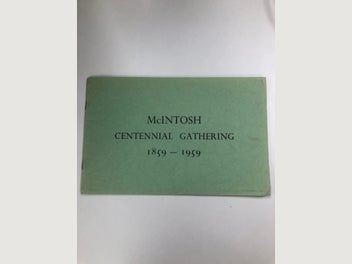 McINTOSH
CENTENNIAL GATHERING
1859 — 1959